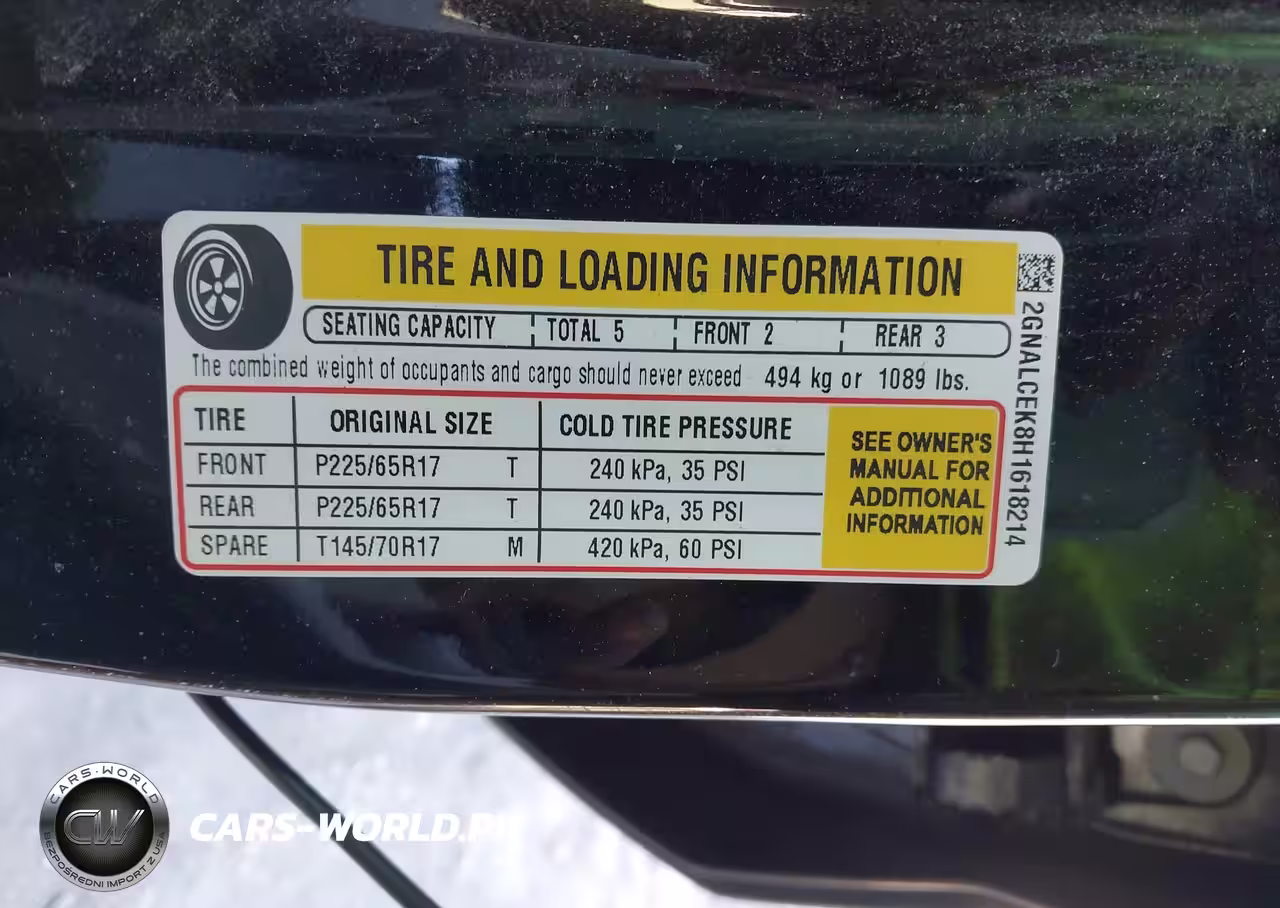 TIRE AND LOADING INFORMATION
SEATING CAPACITY TOTAL 5 FRONT 2 REAR 3
The combined weight of occupants and cargo should never exceed 494 kg or 1089 lbs.
TIRE ORIGINAL SIZE COLD TIRE PRESSURE
FRONT P225/65R17 T 240 kPa, 35 PSI
REAR P225/65R17 T 240 kPa, 35 PSI
SPARE T145/70R17 M 420 kPa, 60 PSI
SEE OWNER'S
MANUAL FOR
ADDITIONAL
INFORMATION
2GNALCEK8H1618214
CARS-WORLD
CW
BEZPOŚREDNI IMPORT Z USA
CARS-WORLD.PL